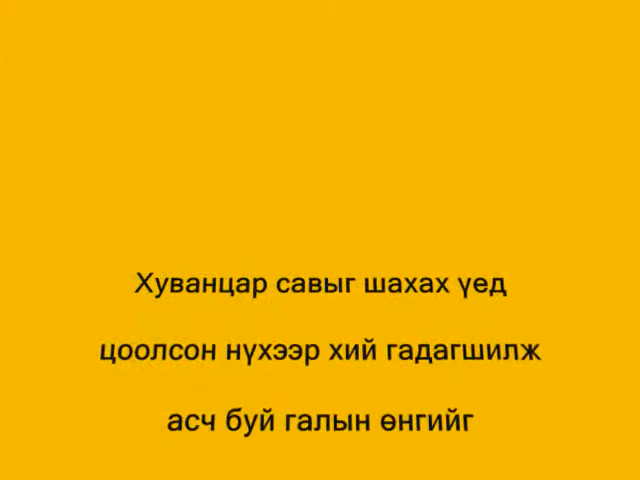 Хуванцар савыг шахах үед
цоолсон нүхээр хий гадагшилж
асч буй галын өнгийг